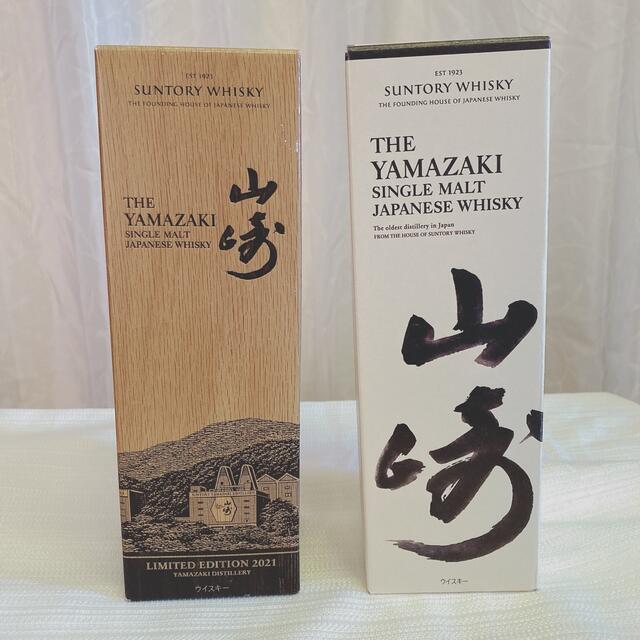 EST 1923
SUNTORY WHISKY
THE FOUNDING HOUSE OF JAPANESE WHISKY
THE
YAMAZAKI
SINGLE MALT
JAPANESE WHISKY
山崎
THE 山崎
LIMITED EDITION 2021
YAMAZAKI DISTILLERY
ウイスキー
EST 1923
SUNTORY WHISKY
THE FOUNDING HOUSE OF JAPANESE WHISKY
THE
YAMAZAKI
SINGLE MALT
JAPANESE WHISKY
The oldest distillery in Japan
FROM THE HOUSE OF SUNTORY WHISKY
山崎
ウイスキー